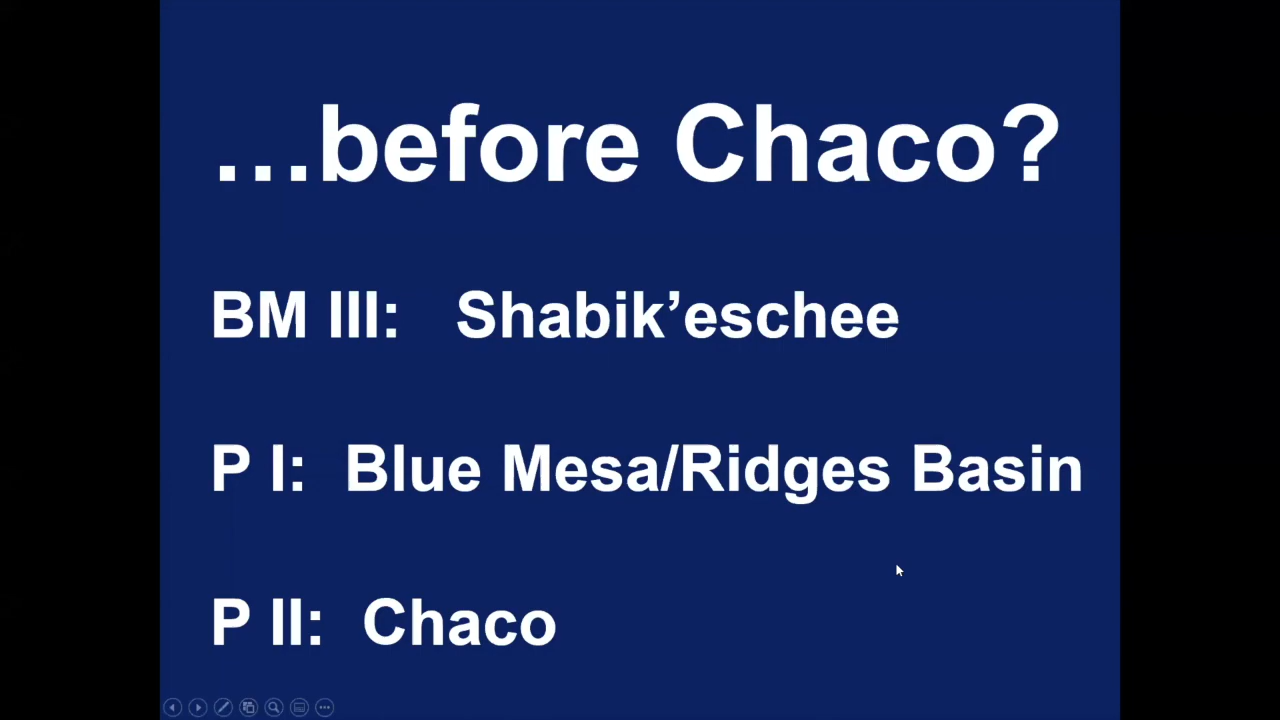 …before Chaco?
BM III: Shabik’eschee
P I: Blue Mesa/Ridges Basin
P II: Chaco